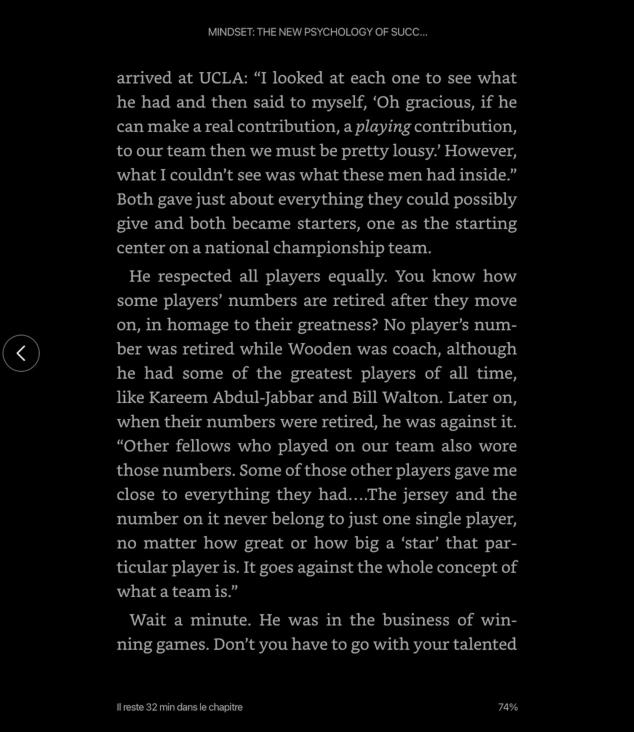 MINDSET: THE NEW PSYCHOLOGY OF SUCC...
arrived at UCLA: “I looked at each one to see what
he had and then said to myself, ‘Oh gracious, if he
can make a real contribution, a playing contribution,
to our team then we must be pretty lousy.’ However,
what I couldn’t see was what these men had inside.”
Both gave just about everything they could possibly
give and both became starters, one as the starting
center on a national championship team.
He respected all players equally. You know how
some players’ numbers are retired after they move
on, in homage to their greatness? No player’s num-
ber was retired while Wooden was coach, although
he had some of the greatest players of all time,
like Kareem Abdul-Jabbar and Bill Walton. Later on,
when their numbers were retired, he was against it.
“Other fellows who played on our team also wore
those numbers. Some of those other players gave me
close to everything they had....The jersey and the
number on it never belong to just one single player,
no matter how great or how big a ‘star’ that par-
ticular player is. It goes against the whole concept of
what a team is.”
Wait a minute. He was in the business of win-
ning games. Don’t you have to go with your talented
Il reste 32 min dans le chapitre
74%